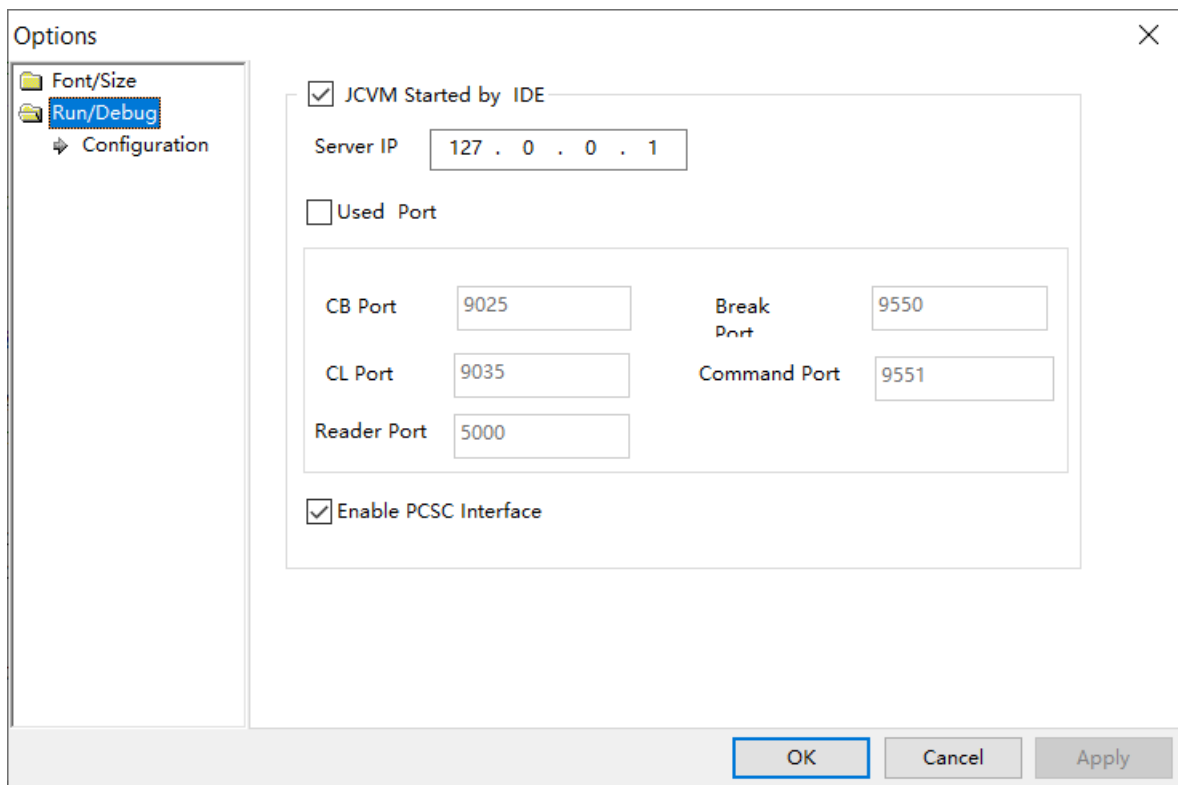 Options
Font/Size
Run/Debug
Configuration
JCVM Started by IDE
Server IP 127 . 0 . 0 . 1
Used Port
CB Port 9025 Break Port 9550
CL Port 9035 Command Port 9551
Reader Port 5000
Enable PCSC Interface
OK Cancel Apply